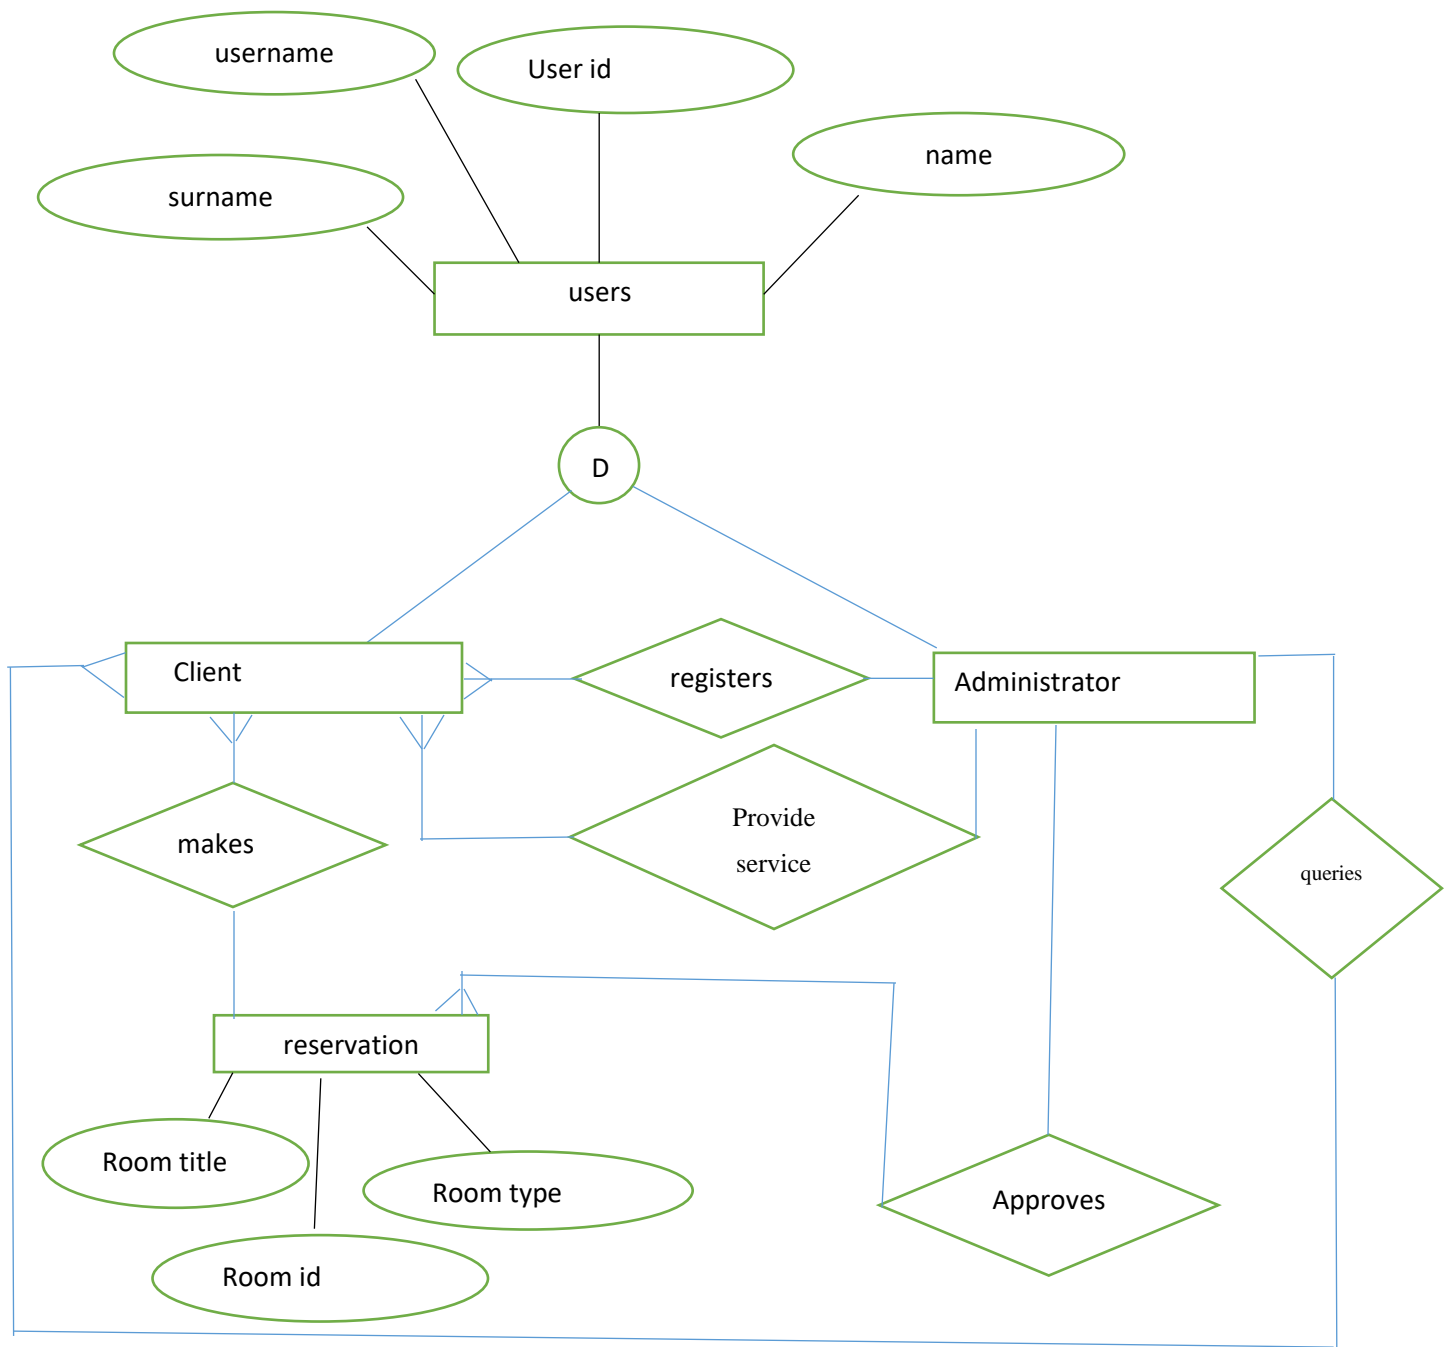 username
User id
name
surname
users
D
Client
registers
Administrator
Provide
service
makes
queries
reservation
Room title
Room type
Approves
Room id